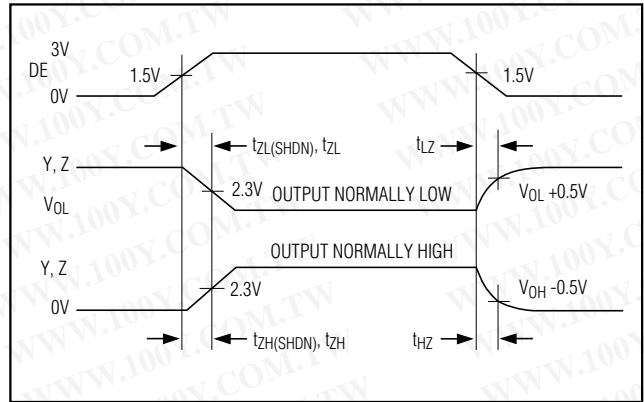 3V
DE
1.5V
1.5V
0V
tZL(SHDN), tZL
tLZ
Y, Z
2.3V
OUTPUT NORMALLY LOW
VOL +0.5V
VOL
OUTPUT NORMALLY HIGH
Y, Z
2.3V
VOH -0.5V
0V
tZH(SHDN), tZH
tHZ
WWW.100Y.COM.TW